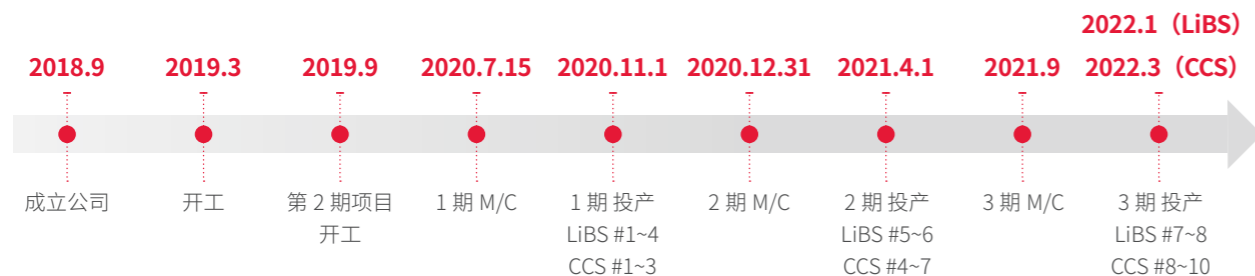 2022.1（LiBS）
2018.9 2019.3 2019.9 2020.7.15 2020.11.1 2020.12.31 2021.4.1 2021.9 2022.3（CCS）
成立公司 开工 第 2 期项目 1 期 M/C 1 期 投产 2 期 M/C 2 期 投产 3 期 M/C 3 期 投产
开工 LiBS #1~4 LiBS #5~6 LiBS #7~8
CCS #1~3 CCS #4~7 CCS #8~10